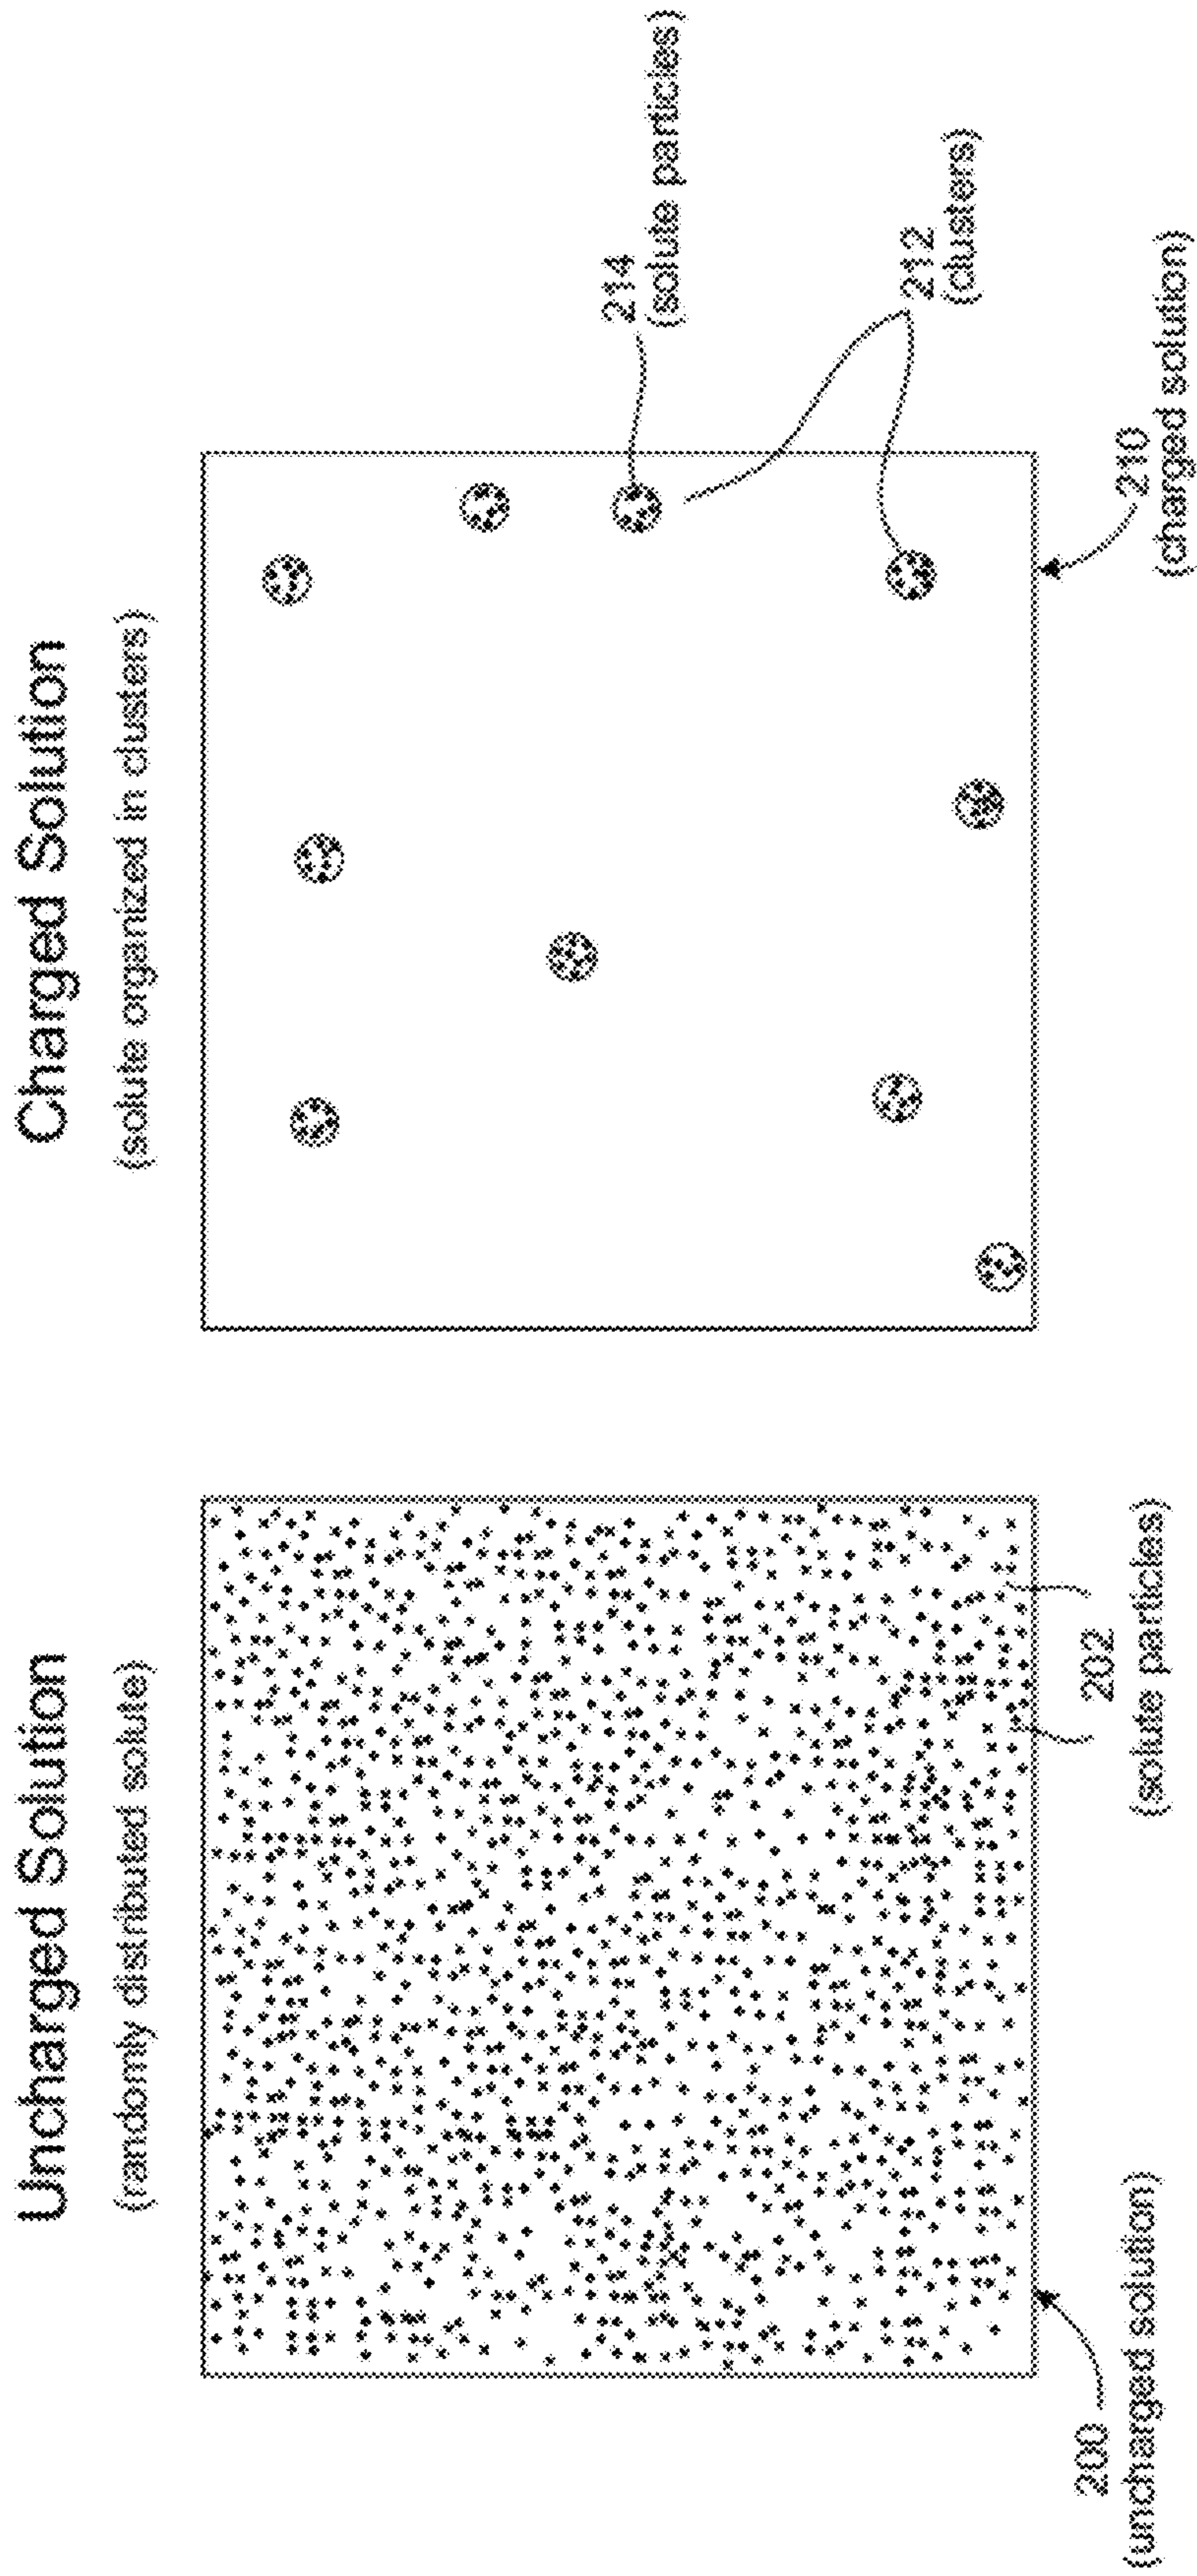 Uncharged Solution
(randomly distributed solute)
200
(uncharged solution)
202
(solute particles)
Charged Solution
(solute organized in clusters)
214
(solute particles)
212
(clusters)
210
(charged solution)